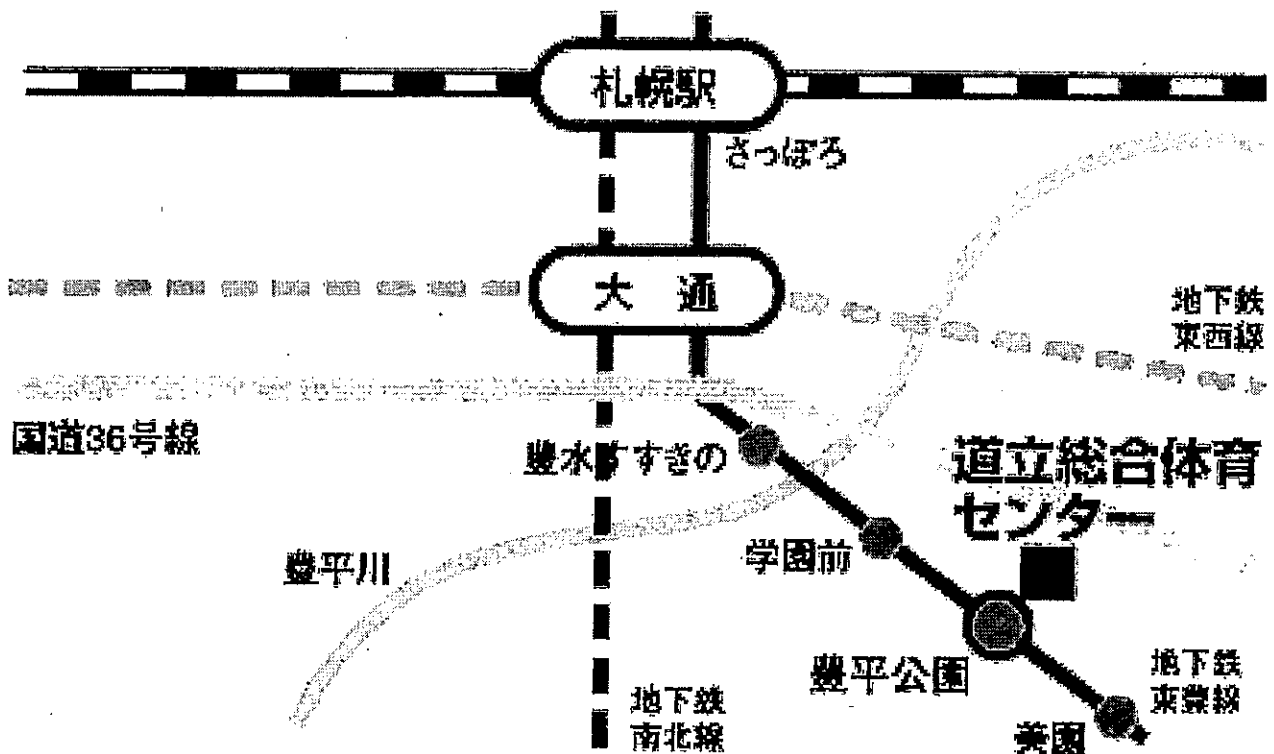 札幌駅
さっぽろ
大通
地下鉄
東西線
国道36号線
豊水すすきの
道立総合体育
センター
学園前
豊平川
豊平公園
地下鉄
東豊線
地下鉄
南北線
美園